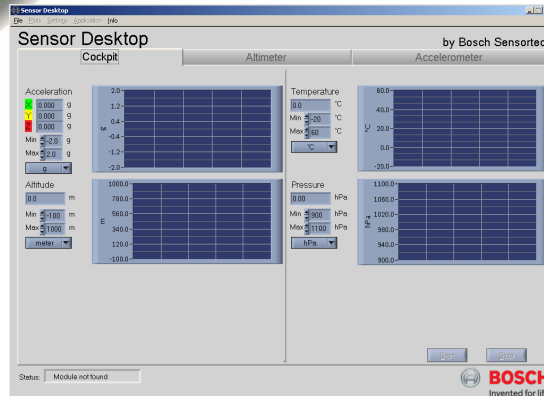 Sensor Desktop
File Plots Settings Application Info
Sensor Desktop
by Bosch Sensortec
Cockpit Altimeter Accelerometer
Acceleration
X 0.000 g
Y 0.000 g
Z 0.000 g
Min -2.0 g
Max 2.0 g
g
2.0
1.2
0.4
-0.4
-1.2
-2.0
g
Temperature
0.0 °C
Min -20 °C
Max 60 °C
°C
60.0
40.0
20.0
0.0
-20.0
°C
Altitude
0.0 m
Min -100 m
Max 1000 m
meter
1000.0
780.0
560.0
340.0
120.0
-100.0
m
Pressure
0.00 hPa
Min 900 hPa
Max 1100 hPa
hPa
1100.0
1060.0
1020.0
980.0
940.0
900.0
hPa
Start Stop
Status: Module not found
BOSCH
Invented for lif